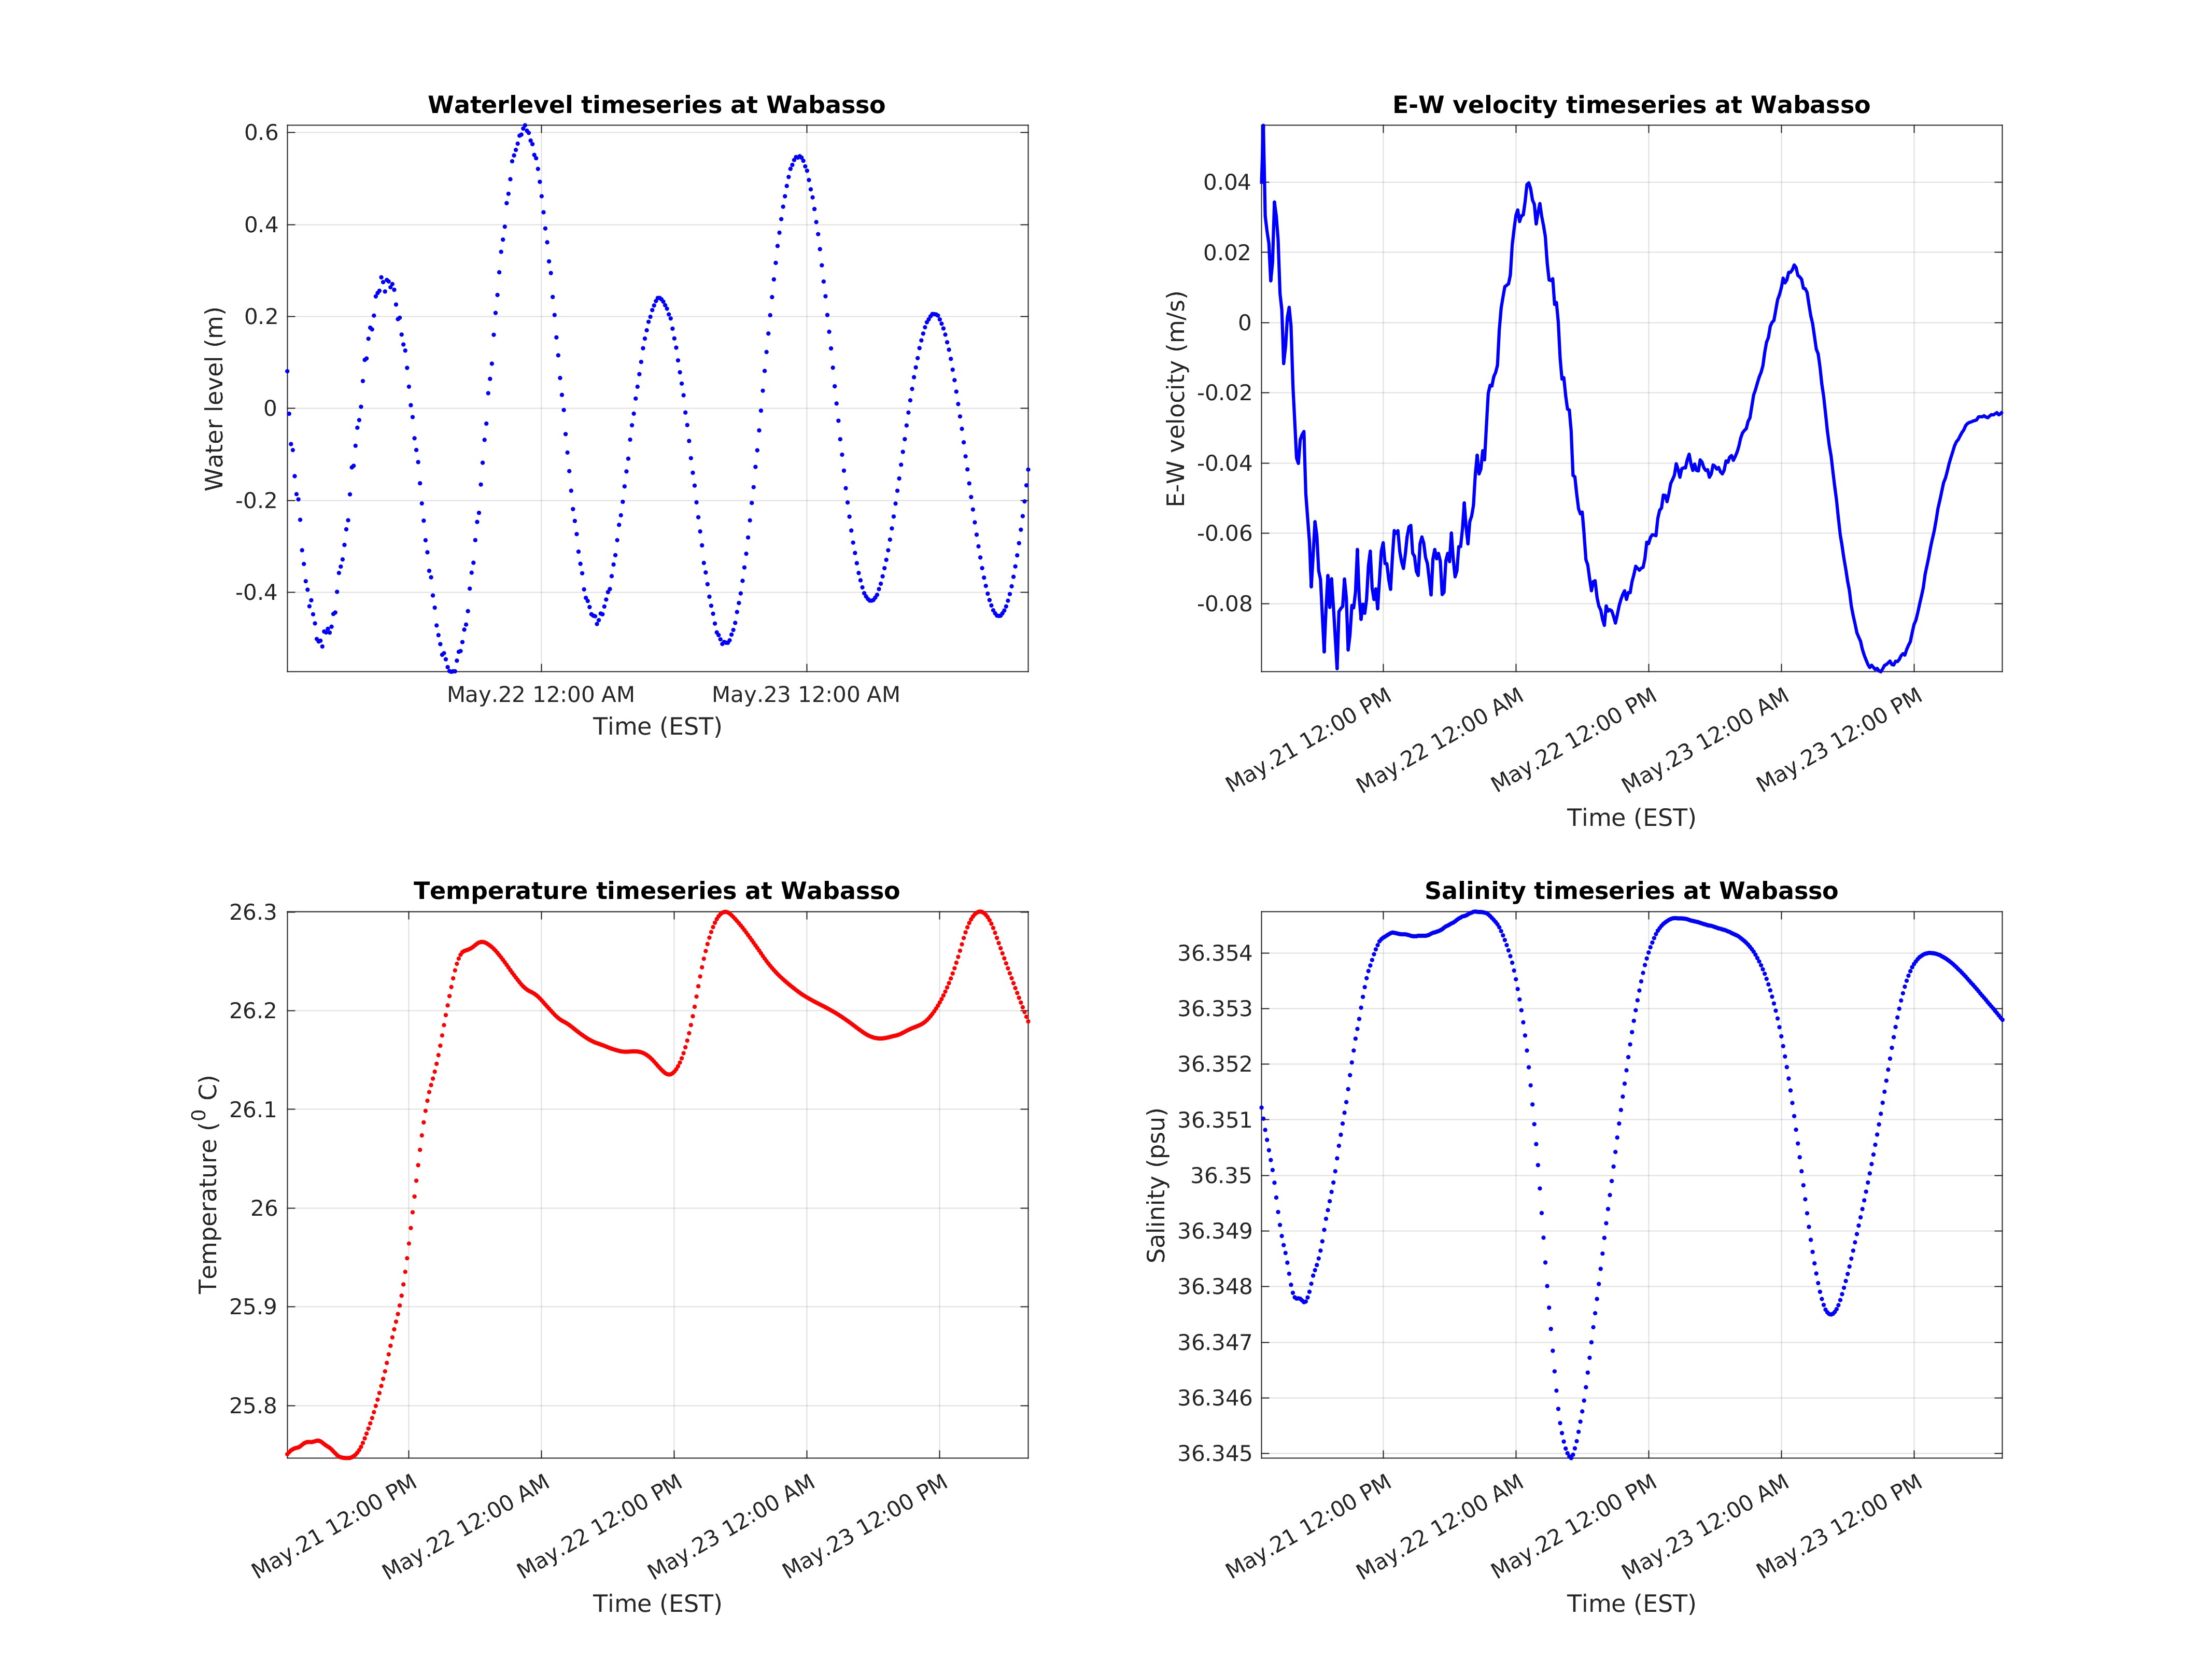 Waterlevel timeseries at Wabasso
0.6
0.4
0.2
0
-0.2
-0.4
Water level (m)
May.22 12:00 AM
May.23 12:00 AM
Time (EST)
E-W velocity timeseries at Wabasso
0.04
0.02
0
-0.02
-0.04
-0.06
-0.08
E-W velocity (m/s)
May.21 12:00 PM
May.22 12:00 AM
May.22 12:00 PM
May.23 12:00 AM
May.23 12:00 PM
Time (EST)
Temperature timeseries at Wabasso
26.3
26.2
26.1
26
25.9
25.8
Temperature (⁰ C)
May.21 12:00 PM
May.22 12:00 AM
May.22 12:00 PM
May.23 12:00 AM
May.23 12:00 PM
Time (EST)
Salinity timeseries at Wabasso
36.354
36.353
36.352
36.351
36.35
36.349
36.348
36.347
36.346
36.345
Salinity (psu)
May.21 12:00 PM
May.22 12:00 AM
May.22 12:00 PM
May.23 12:00 AM
May.23 12:00 PM
Time (EST)